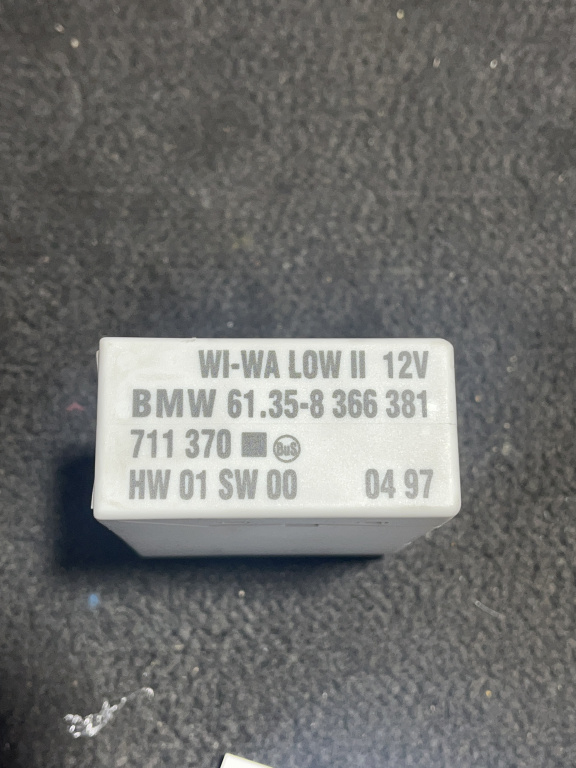 WI-WA LOW II 12V
BMW 61.35-8 366 381
711 370 BuS
HW 01 SW 00 04 97